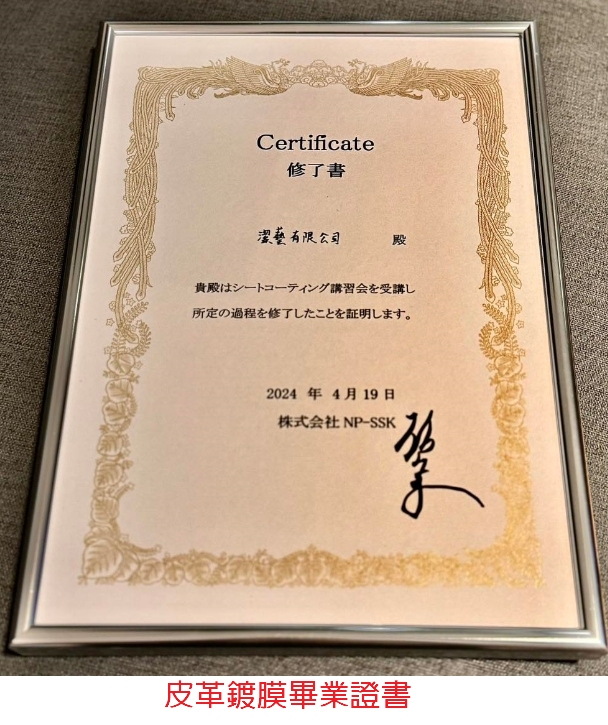 Certificate
修了書
潔藝有限公司 殿
貴殿はシートコーティング講習会を受講し
所定の過程を修了したことを証明します。
2024 年 4月 19日
株式会社 NP-SSK
皮革鍍膜畢業證書